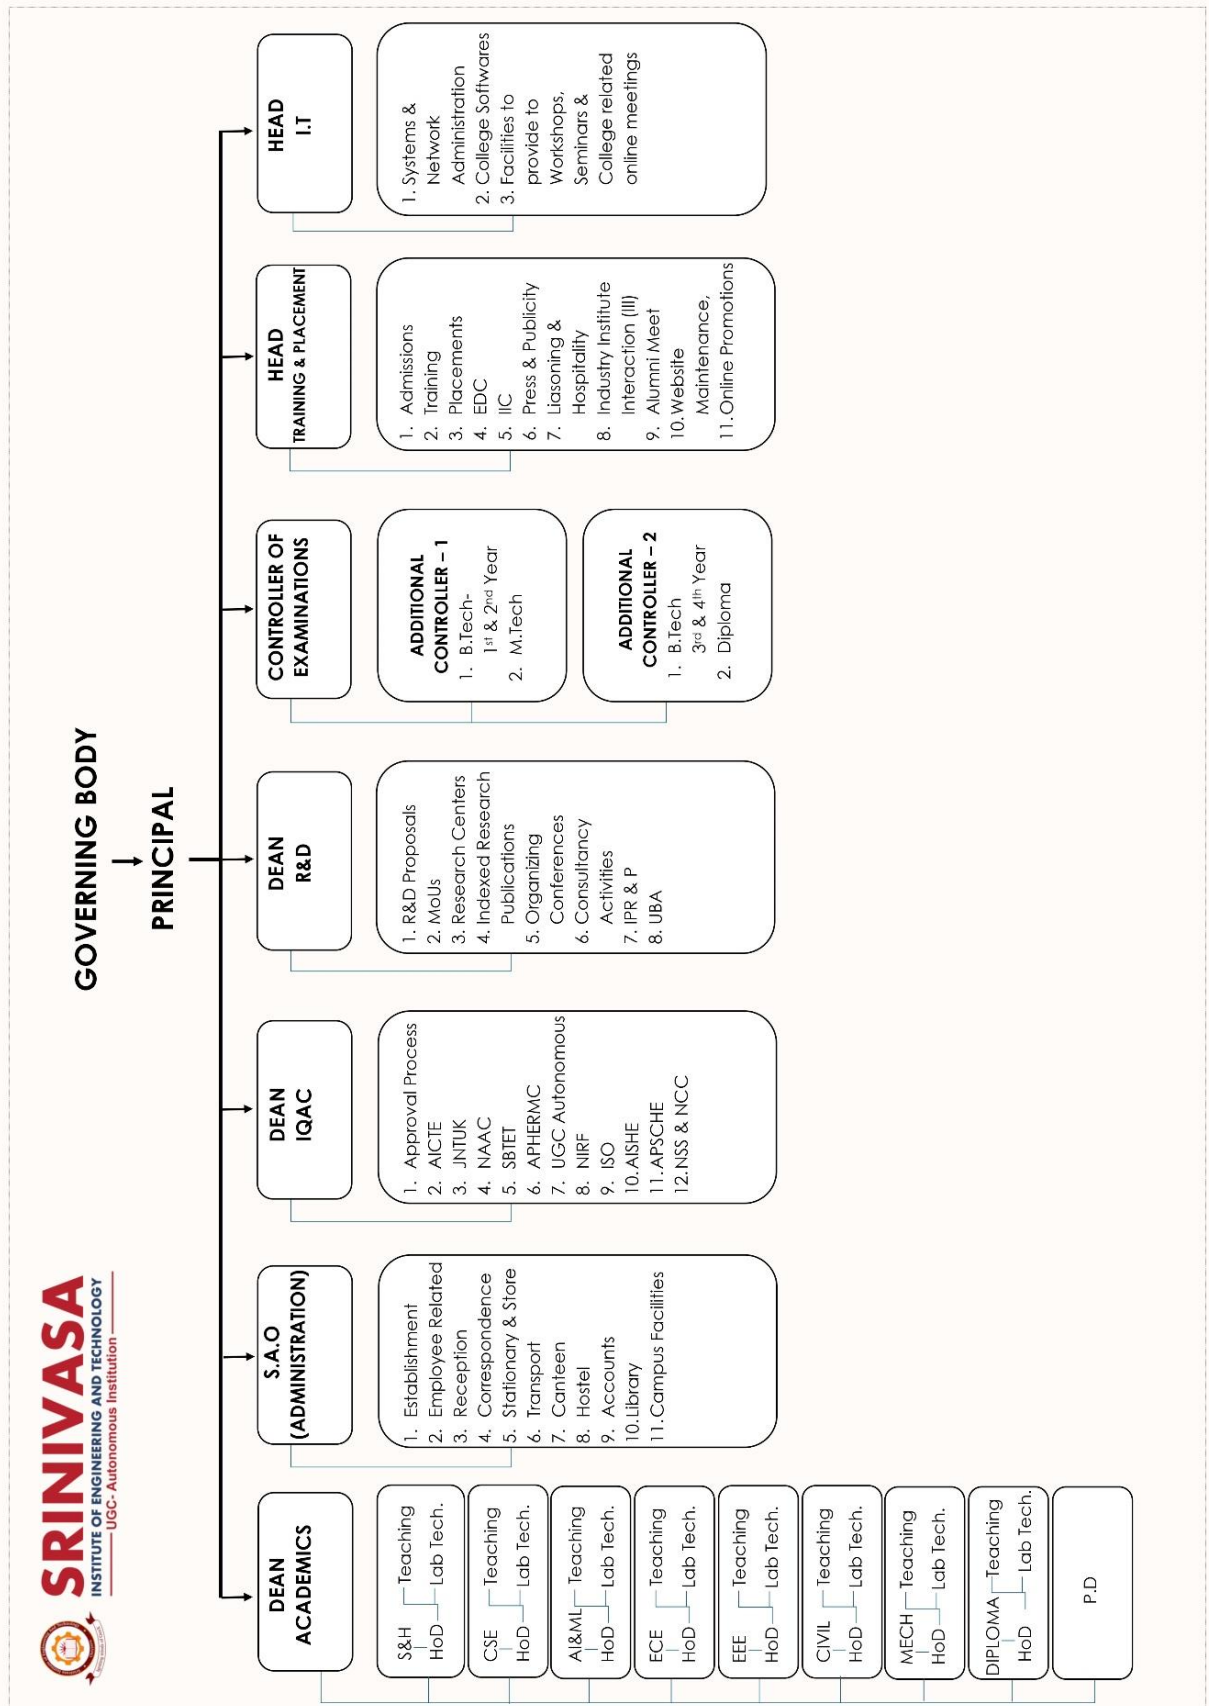 SRINIVASA
INSTITUTE OF ENGINEERING AND TECHNOLOGY
UGC- Autonomous Institution
GOVERNING BODY
PRINCIPAL
DEAN
ACADEMICS
S&H
HoD
Teaching
Lab Tech.
CSE
HoD
Teaching
Lab Tech.
AI&ML
HoD
Teaching
Lab Tech.
ECE
HoD
Teaching
Lab Tech.
EEE
HoD
Teaching
Lab Tech.
CIVIL
HoD
Teaching
Lab Tech.
MECH
HoD
Teaching
Lab Tech.
DIPLOMA
HoD
Teaching
Lab Tech.
P.D
S.A.O
(ADMINISTRATION)
1. Establishment
2. Employee Related
3. Reception
4. Correspondence
5. Stationary & Store
6. Transport
7. Canteen
8. Hostel
9. Accounts
10.Library
11.Campus Facilities
DEAN
IQAC
1. Approval Process
2. AICTE
3. JNTUK
4. NAAC
5. SBTET
6. APHERMC
7. UGC Autonomous
8. NIRF
9. ISO
10.AISHE
11.APSCHE
12.NSS & NCC
DEAN
R&D
1. R&D Proposals
2. MoUs
3. Research Centers
4. Indexed Research
Publications
5. Organizing
Conferences
6. Consultancy
Activities
7. IPR & P
8. UBA
CONTROLLER OF
EXAMINATIONS
ADDITIONAL
CONTROLLER – 1
1. B.Tech-
1st & 2nd Year
2. M.Tech
ADDITIONAL
CONTROLLER – 2
1. B.Tech
3rd & 4th Year
2. Diploma
HEAD
TRAINING & PLACEMENT
1. Admissions
2. Training
3. Placements
4. EDC
5. IIC
6. Press & Publicity
7. Liasoning &
Hospitality
8. Industry Institute
Interaction (III)
9. Alumni Meet
10.Website
Maintenance,
11.Online Promotions
HEAD
I.T
1. Systems &
Network
Administration
2. College Softwares
3. Facilities to
provide to
Workshops,
Seminars &
College related
online meetings